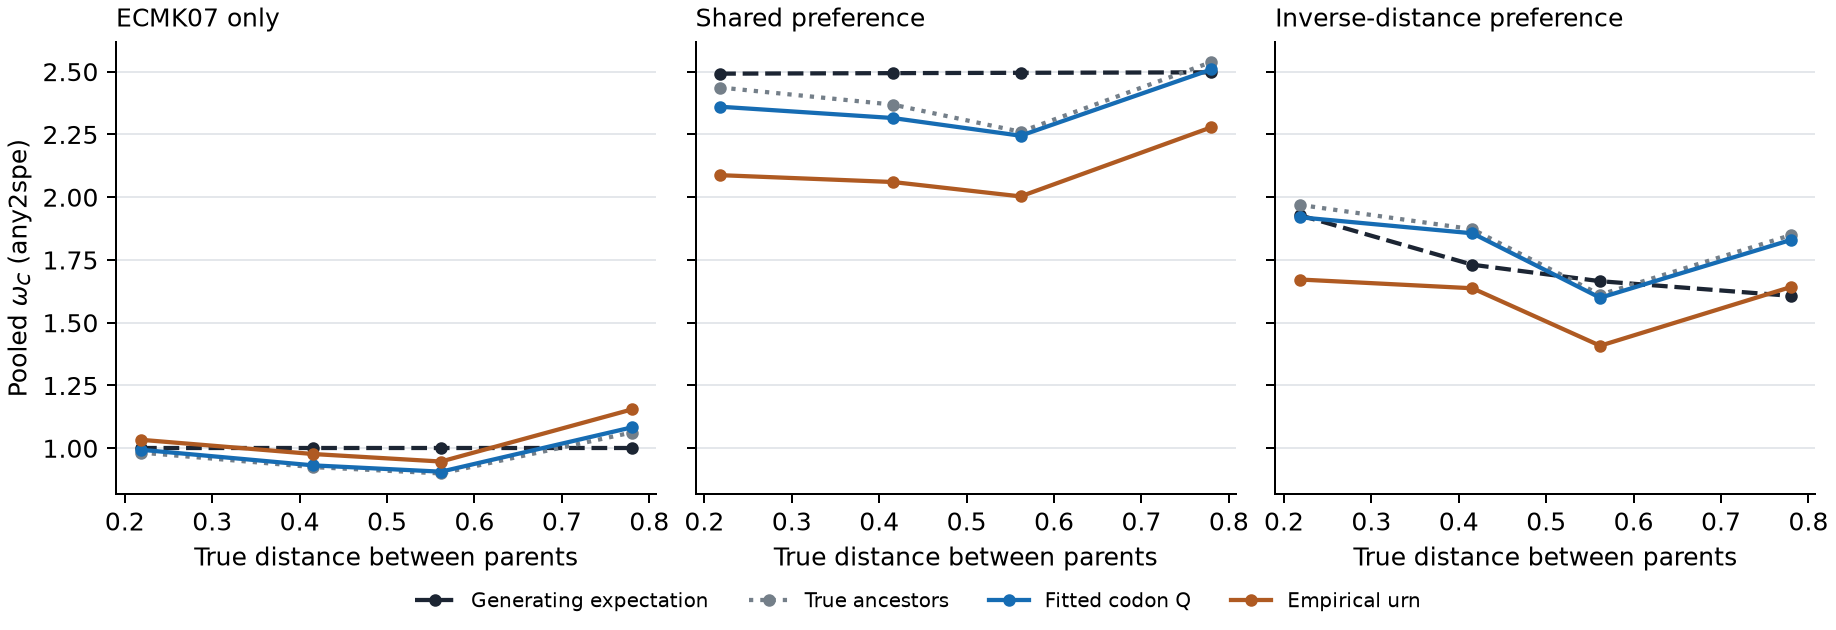 ECMK07 only
Shared preference
Inverse-distance preference
Pooled ω_C (any2spe)
2.50
2.25
2.00
1.75
1.50
1.25
1.00
0.2 0.3 0.4 0.5 0.6 0.7 0.8
0.2 0.3 0.4 0.5 0.6 0.7 0.8
0.2 0.3 0.4 0.5 0.6 0.7 0.8
True distance between parents
True distance between parents
True distance between parents
Generating expectation
True ancestors
Fitted codon Q
Empirical urn